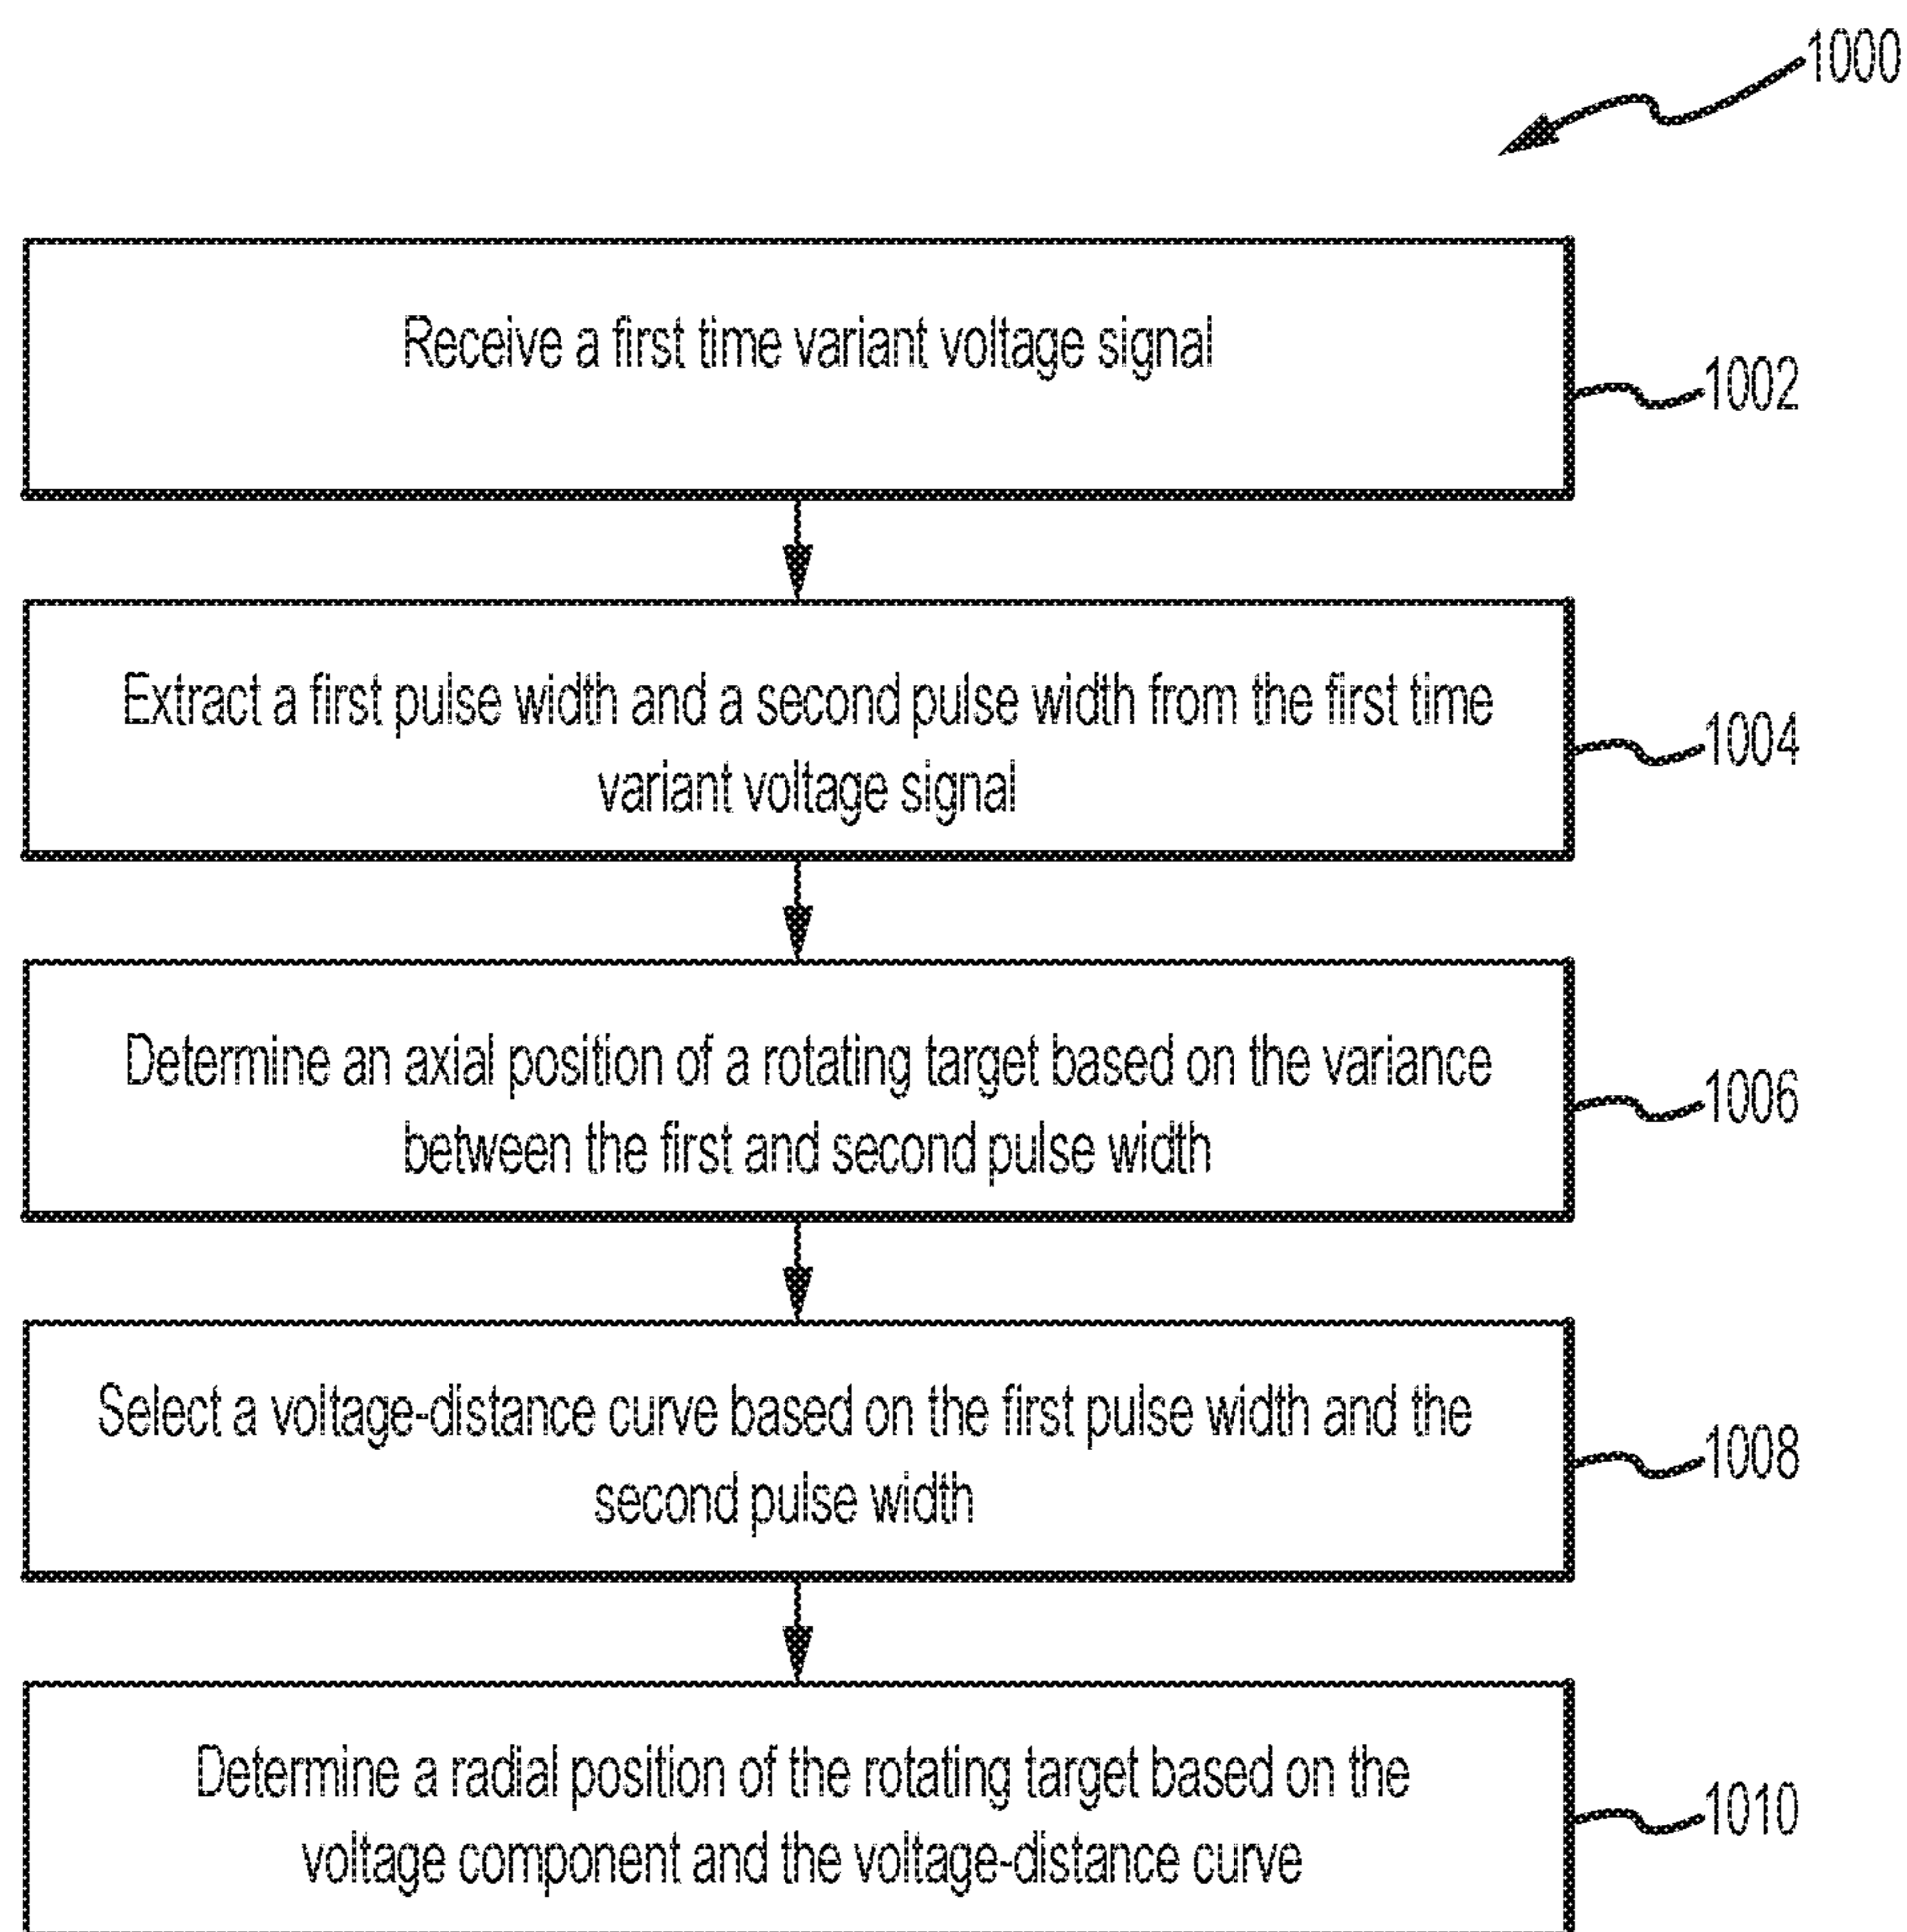 1000
Receive a first time variant voltage signal
1002
Extract a first pulse width and a second pulse width from the first time
variant voltage signal
1004
Determine an axial position of a rotating target based on the variance
between the first and second pulse width
1006
Select a voltage-distance curve based on the first pulse width and the
second pulse width
1008
Determine a radial position of the rotating target based on the
voltage component and the voltage-distance curve
1010